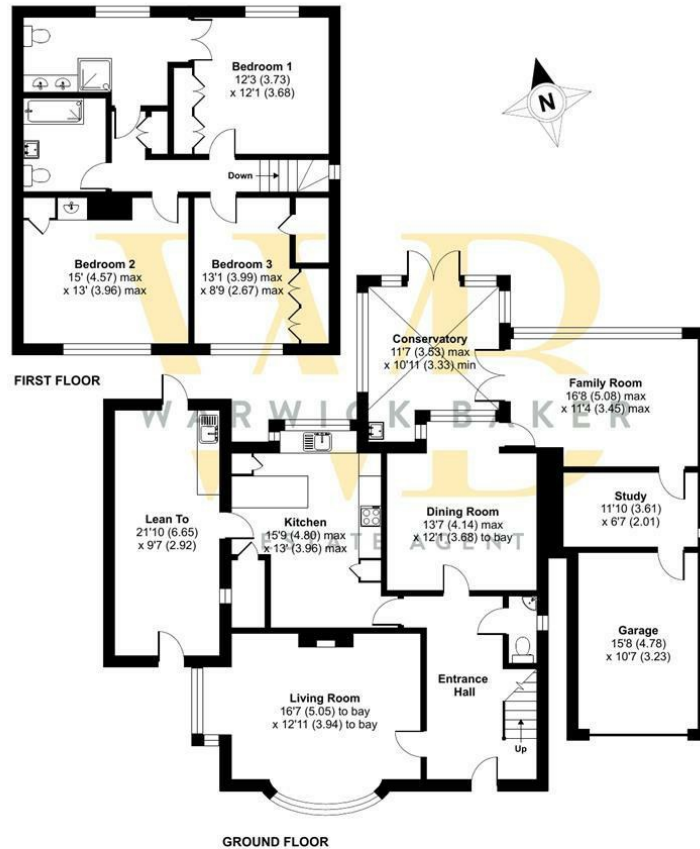 Bedroom 1
12'3 (3.73)
x 12'1 (3.68)
N
Down
Bedroom 2
15' (4.57) max
x 13' (3.96) max
Bedroom 3
13'1 (3.99) max
x 8'9 (2.67) max
FIRST FLOOR
Conservatory
11'7 (3.53) max
x 10'11 (3.33) min
Family Room
16'8 (5.08) max
x 11'4 (3.45) max
WB
WARWICK BAKER
ESTATE AGENT
Lean To
21'10 (6.65)
x 9'7 (2.92)
Kitchen
15'9 (4.80) max
x 13' (3.96) max
Dining Room
13'7 (4.14) max
x 12'1 (3.68) to bay
Study
11'10 (3.61)
x 6'7 (2.01)
Garage
15'8 (4.78)
x 10'7 (3.23)
Living Room
16'7 (5.05) to bay
x 12'11 (3.94) to bay
Entrance
Hall
Up
GROUND FLOOR